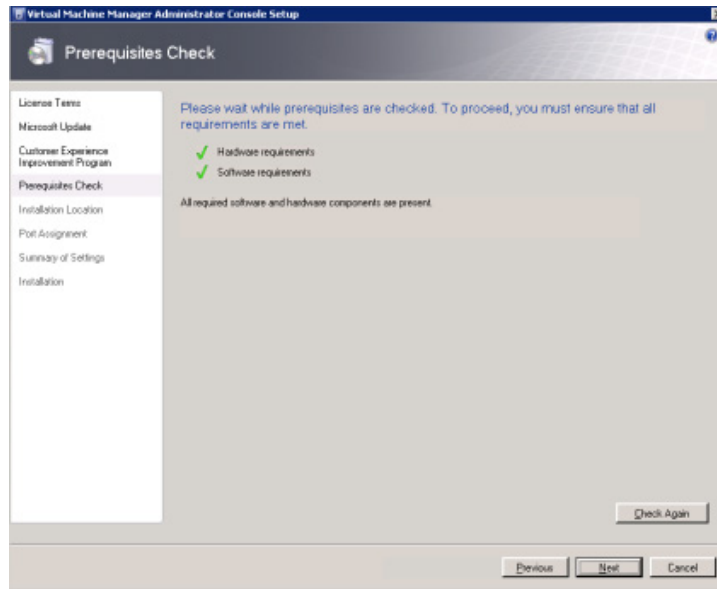 Virtual Machine Manager Administrator Console Setup
Prerequisites Check
License Terms
Microsoft Update
Customer Experience
Improvement Program
Prerequisites Check
Installation Location
Port Assignment
Summary of Settings
Installation
Please wait while prerequisites are checked. To proceed, you must ensure that all
requirements are met.
Hardware requirements
Software requirements
All required software and hardware components are present.
Check Again
Previous
Next
Cancel